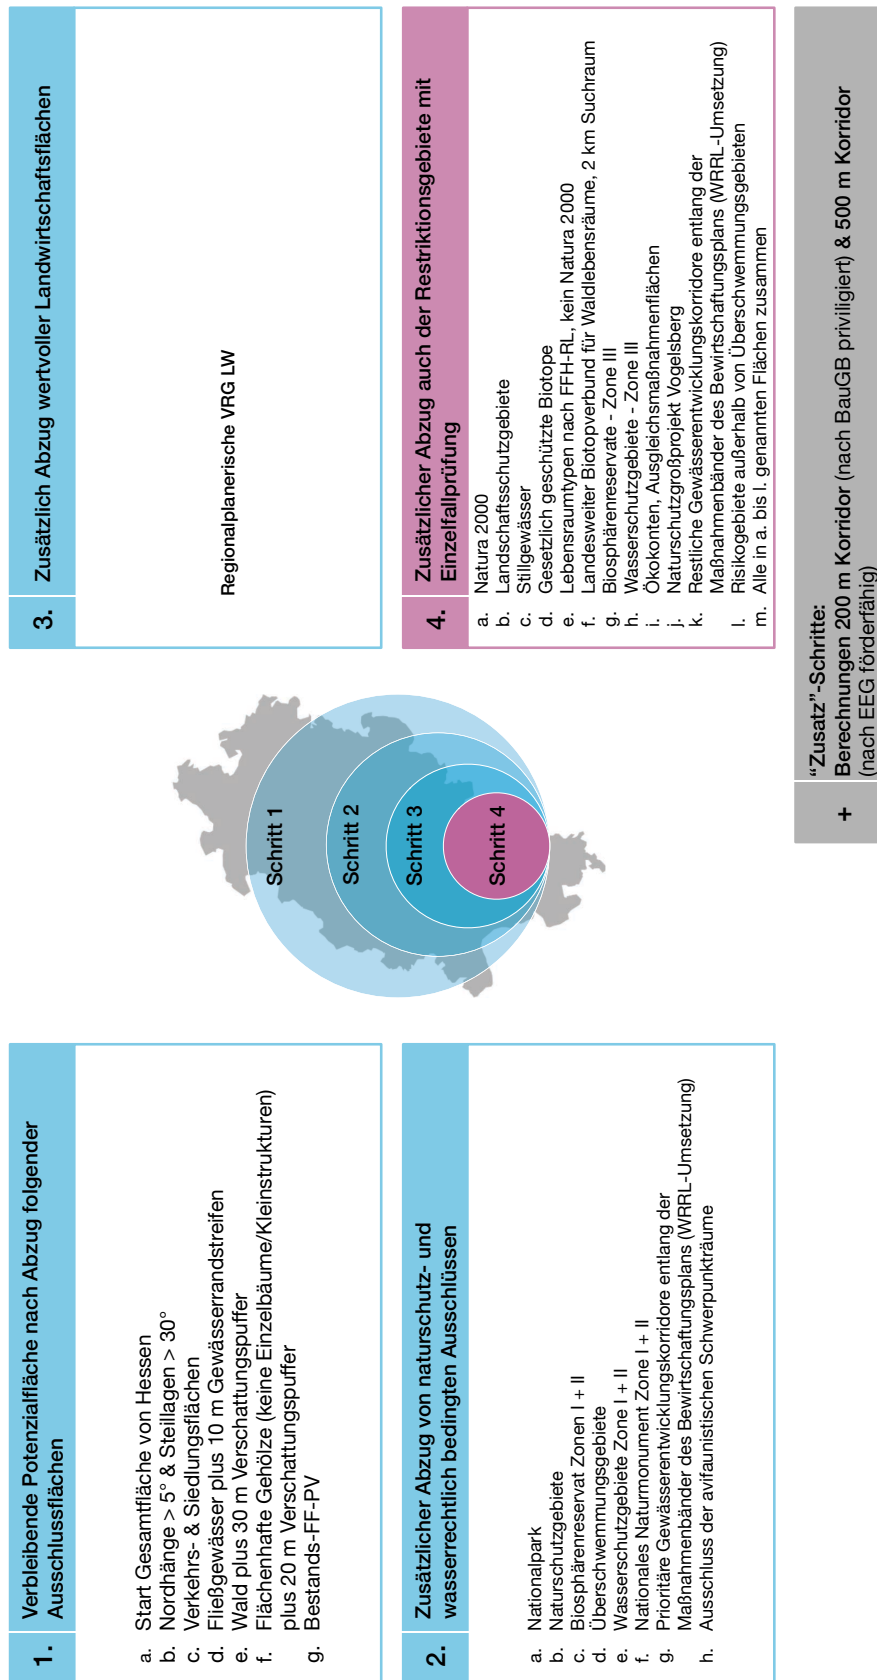 1.
Verbleibende Potenzialfläche nach Abzug folgender
Ausschlussflächen
a. Start Gesamtfläche von Hessen
b. Nordhänge > 5° & Steillagen > 30°
c. Verkehrs- & Siedlungsflächen
d. Fließgewässer plus 10 m Gewässerrandstreifen
e. Wald plus 30 m Verschattungspuffer
f. Flächenhafte Gehölze (keine Einzelbäume/Kleinstrukturen)
plus 20 m Verschattungspuffer
g. Bestands-FF-PV
2.
Zusätzlicher Abzug von naturschutz- und
wasserrechtlich bedingten Ausschlüssen
a. Nationalpark
b. Naturschutzgebiete
c. Biosphärenreservat Zonen I + II
d. Überschwemmungsgebiete
e. Wasserschutzgebiete Zone I + II
f. Nationales Naturmonument Zone I + II
g. Prioritäre Gewässerentwicklungskorridore entlang der
Maßnahmenbänder des Bewirtschaftungsplans (WRRL-Umsetzung)
h. Ausschluss der avifaunistischen Schwerpunkträume
Schritt 1
Schritt 2
Schritt 3
Schritt 4
3.
Zusätzlich Abzug wertvoller Landwirtschaftsflächen
Regionalplanerische VRG LW
4.
Zusätzlicher Abzug auch der Restriktionsgebiete mit
Einzelfallprüfung
a. Natura 2000
b. Landschaftsschutzgebiete
c. Stillgewässer
d. Gesetzlich geschützte Biotope
e. Lebensraumtypen nach FFH-RL, kein Natura 2000
f. Landesweiter Biotopverbund für Waldlebensräume, 2 km Suchraum
g. Biosphärenreservate - Zone III
h. Wasserschutzgebiete - Zone III
i. Ökokonten, Ausgleichsmaßnahmenflächen
j. Naturschutzgroßprojekt Vogelsberg
k. Restliche Gewässerentwicklungskorridore entlang der
Maßnahmenbänder des Bewirtschaftungsplans (WRRL-Umsetzung)
l. Risikogebiete außerhalb von Überschwemmungsgebieten
m. Alle in a. bis l. genannten Flächen zusammen
+
"Zusatz"-Schritte:
Berechnungen 200 m Korridor (nach BauGB priviligiert) & 500 m Korridor
(nach EEG förderfähig)